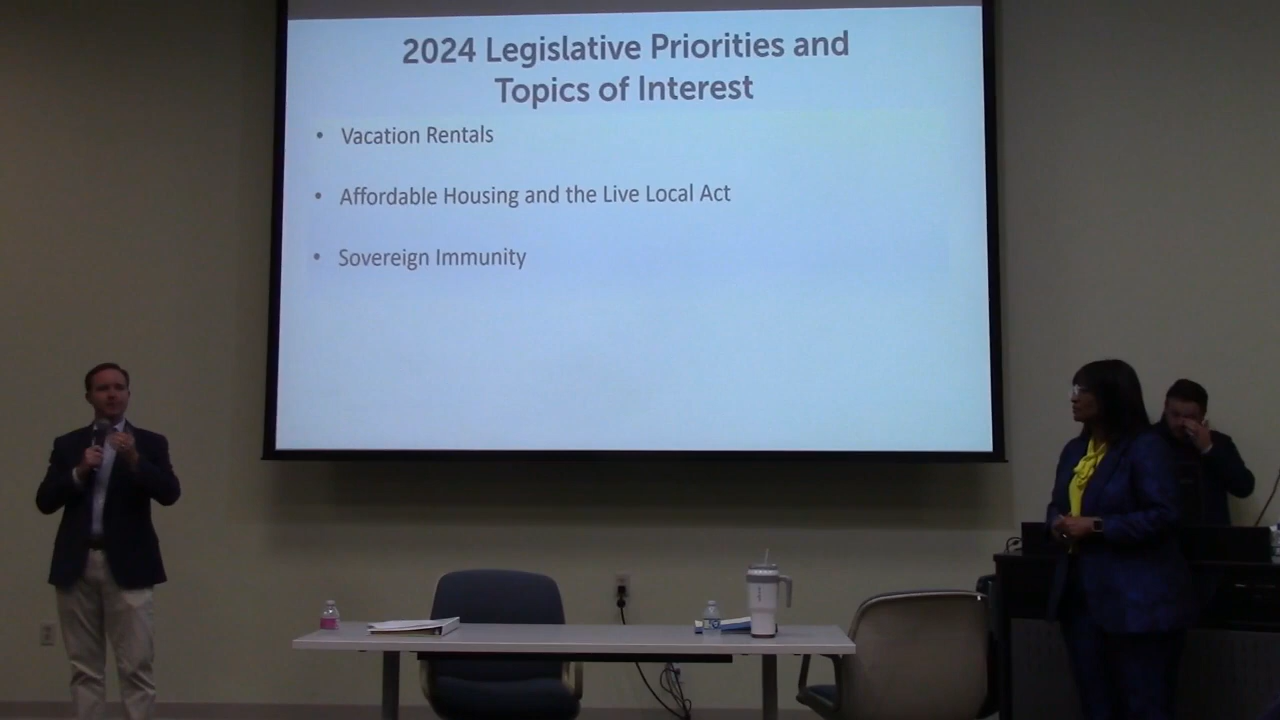 2024 Legislative Priorities and
Topics of Interest
• Vacation Rentals
• Affordable Housing and the Live Local Act
• Sovereign Immunity